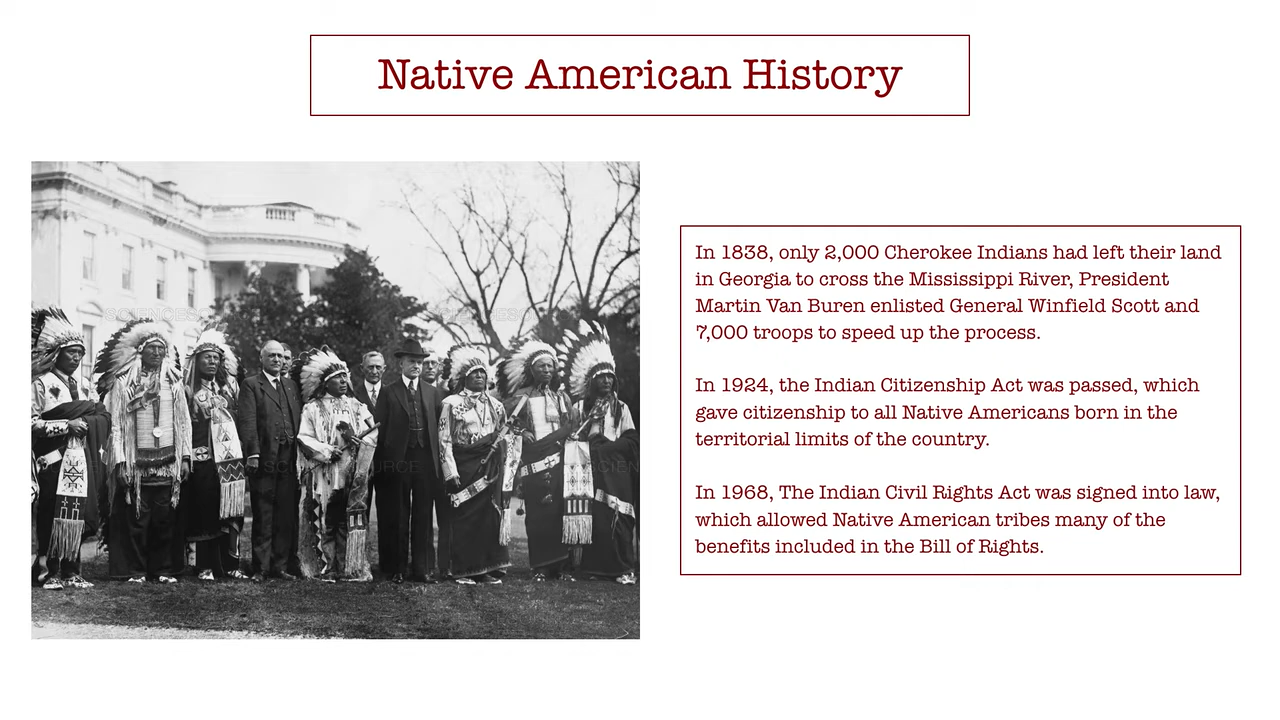 Native American History
In 1838, only 2,000 Cherokee Indians had left their land
in Georgia to cross the Mississippi River, President
Martin Van Buren enlisted General Winfield Scott and
7,000 troops to speed up the process.
In 1924, the Indian Citizenship Act was passed, which
gave citizenship to all Native Americans born in the
territorial limits of the country.
In 1968, The Indian Civil Rights Act was signed into law,
which allowed Native American tribes many of the
benefits included in the Bill of Rights.